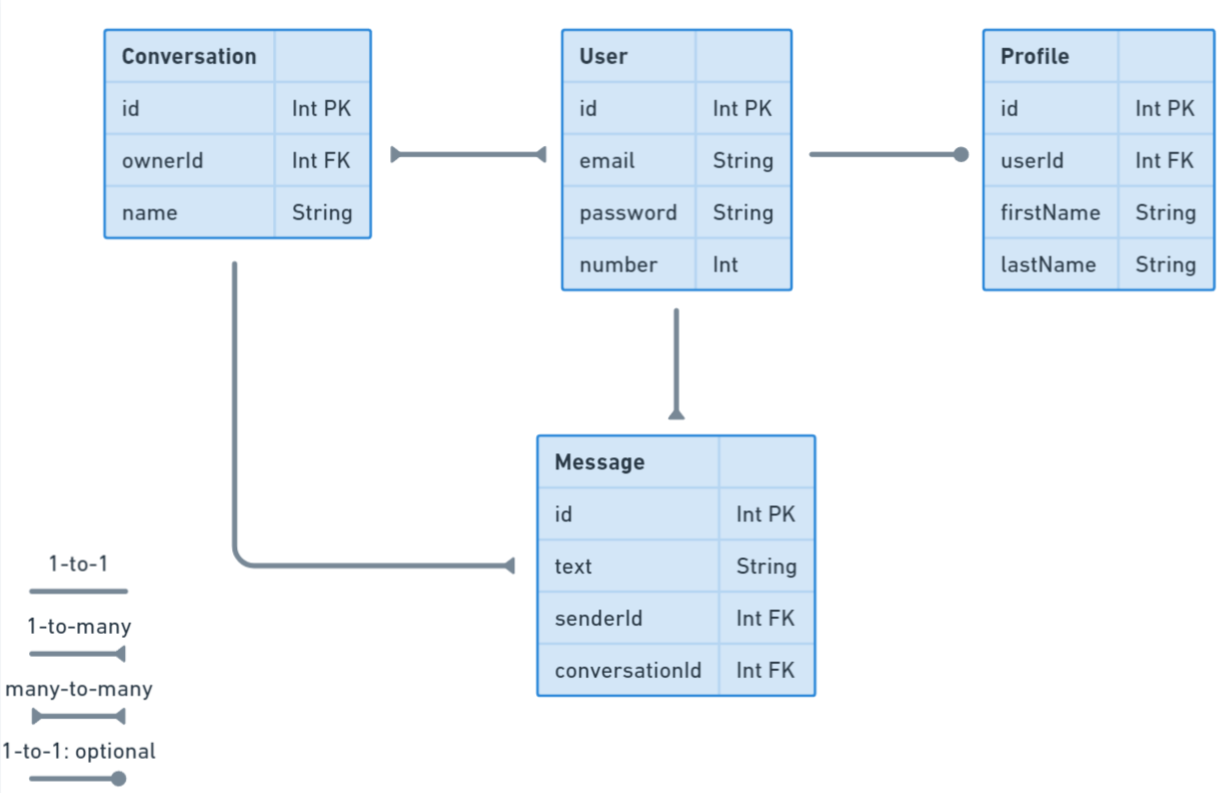 Conversation
id Int PK
ownerId Int FK
name String
User
id Int PK
email String
password String
number Int
Profile
id Int PK
userId Int FK
firstName String
lastName String
Message
id Int PK
text String
senderId Int FK
conversationId Int FK
1-to-1
1-to-many
many-to-many
1-to-1: optional